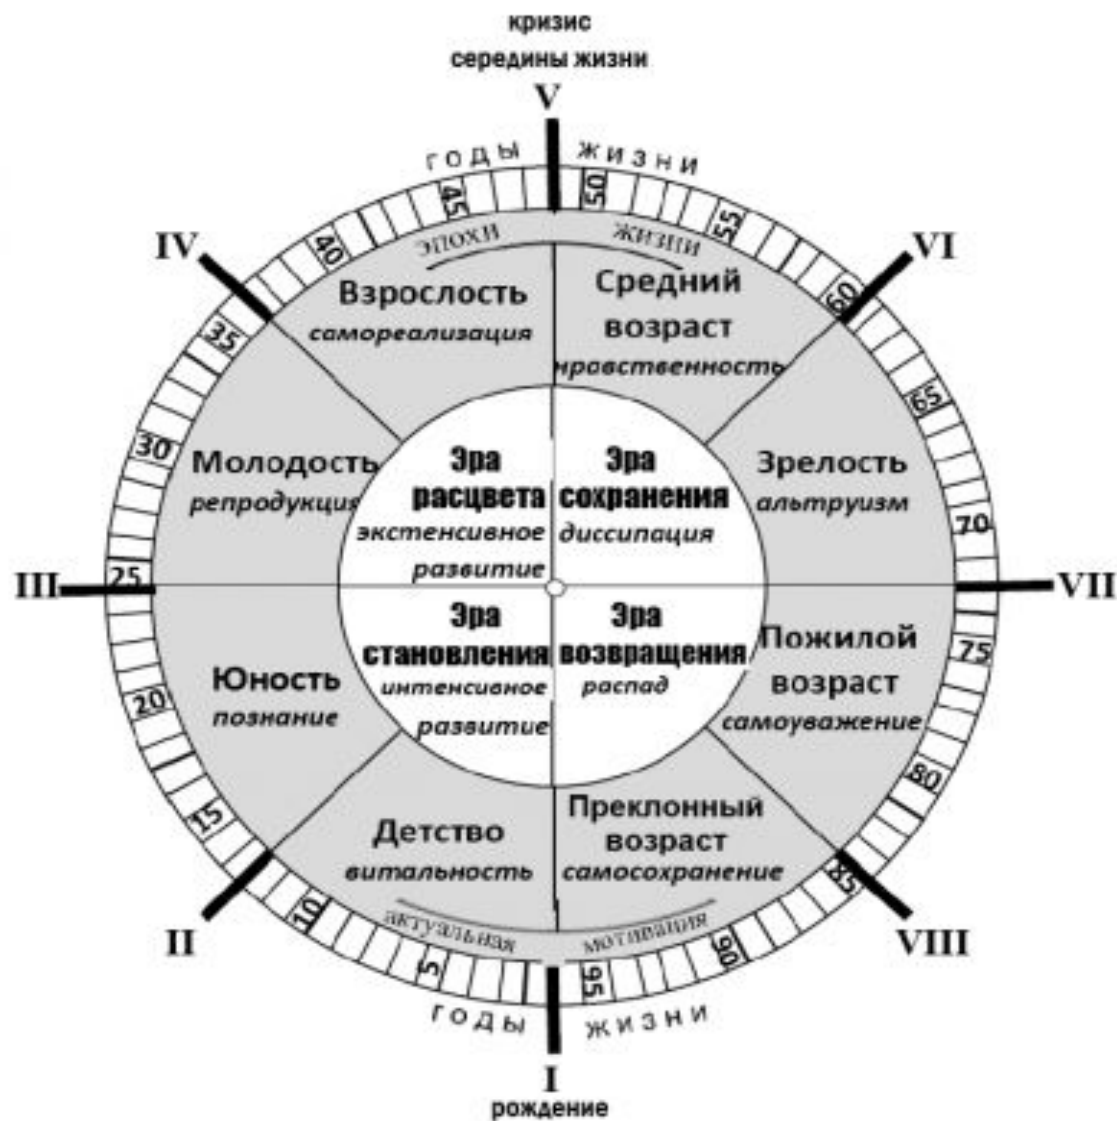 кризис
середины жизни
V
годы жизни
45
50
40
55
IV
VI
эпохи жизни
60
35
65
Взрослость
самореализация
Средний
возраст
нравственность
30
70
Молодость
репродукция
Зрелость
альтруизм
Эра
расцвета
экстенсивное
развитие
Эра
сохранения
диссипация
III
25
VII
Эра
становления
интенсивное
развитие
Эра
возвращения
распад
75
20
Юность
познание
Пожилой
возраст
самоуважение
80
15
Детство
витальность
Преклонный
возраст
самосохранение
85
II
VIII
10
актуальная мотивация
90
5
95
годы жизни
I
рождение